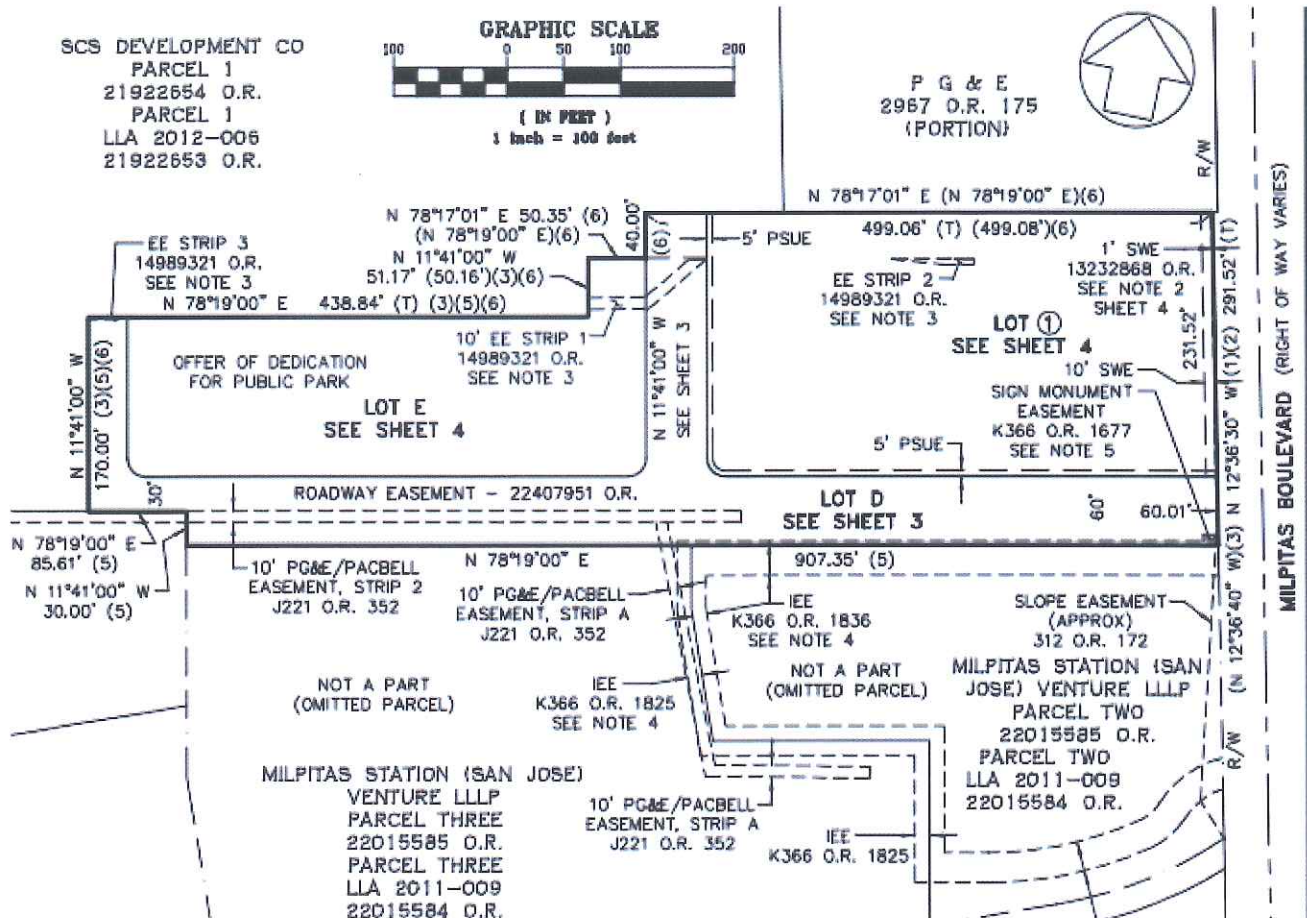 SCS DEVELOPMENT CO
PARCEL 1
21922654 O.R.
PARCEL 1
LLA 2012-006
21922653 O.R.
GRAPHIC SCALE
100 0 50 100 200
( IN FEET )
1 inch = 100 feet
P G & E
2967 O.R. 175
(PORTION)
R/W
MILPITAS BOULEVARD (RIGHT OF WAY VARIES)
N 78°17'01" E (N 78°19'00" E)(6)
499.06' (T) (499.08')(6)
N 78°17'01" E 50.35' (6)
(N 78°19'00" E)(6)
40.00'
(6)
5' PSUE
N 11°41'00" W
51.17' (50.16')(3)(6)
EE STRIP 3
14989321 O.R.
SEE NOTE 3
N 78°19'00" E 438.84' (T) (3)(5)(6)
EE STRIP 2
14989321 O.R.
SEE NOTE 3
1' SWE
13232868 O.R.
SEE NOTE 2
SHEET 4
291.52' (T)
231.52'
LOT 1
SEE SHEET 4
10' EE STRIP 1
14989321 O.R.
SEE NOTE 3
OFFER OF DEDICATION
FOR PUBLIC PARK
LOT E
SEE SHEET 4
N 11°41'00" W
170.00' (3)(5)(6)
N 11°41'00" W
SEE SHEET 3
10' SWE
SIGN MONUMENT
EASEMENT
K366 O.R. 1677
SEE NOTE 5
N 12°36'30" W (1)(2)
5' PSUE
30'
ROADWAY EASEMENT - 22407951 O.R.
LOT D
SEE SHEET 3
60'
60.01'
N 78°19'00" E
85.61' (5)
N 11°41'00" W
30.00' (5)
10' PG&E/PACBELL
EASEMENT, STRIP 2
J221 O.R. 352
N 78°19'00" E
907.35' (5)
(N 12°36'40" W)(3)
10' PG&E/PACBELL
EASEMENT, STRIP A
J221 O.R. 352
IEE
K366 O.R. 1836
SEE NOTE 4
SLOPE EASEMENT
(APPROX)
312 O.R. 172
NOT A PART
(OMITTED PARCEL)
IEE
K366 O.R. 1825
SEE NOTE 4
NOT A PART
(OMITTED PARCEL)
MILPITAS STATION (SAN
JOSE) VENTURE LLLP
PARCEL TWO
22015585 O.R.
PARCEL TWO
LLA 2011-009
22015584 O.R.
R/W
MILPITAS STATION (SAN JOSE)
VENTURE LLLP
PARCEL THREE
22015585 O.R.
PARCEL THREE
LLA 2011-009
22015584 O.R.
10' PG&E/PACBELL
EASEMENT, STRIP A
J221 O.R. 352
IEE
K366 O.R. 1825